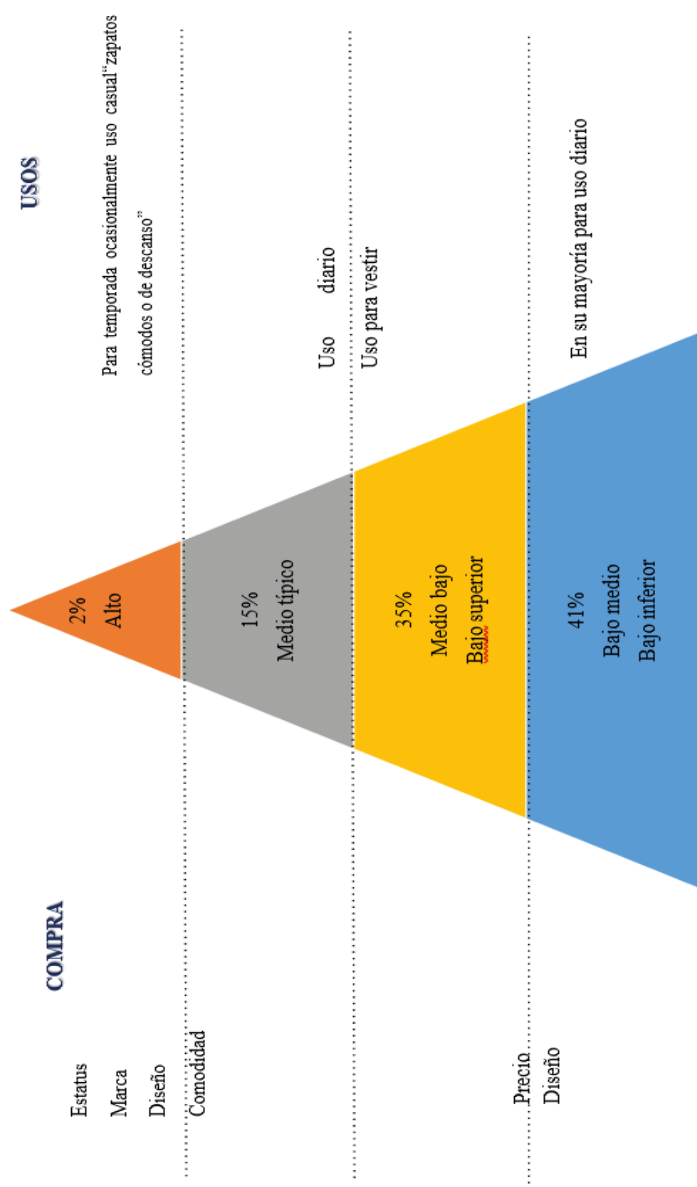 COMPRA
USOS
Estatus
Marca
Diseño
Comodidad
2%
Alto
Para temporada ocasionalmente uso casual“zapatos
cómodos o de descanso”
15%
Medio típico
Uso diario
Uso para vestir
35%
Medio bajo
Bajo superior
Precio
Diseño
41%
Bajo medio
Bajo inferior
En su mayoría para uso diario